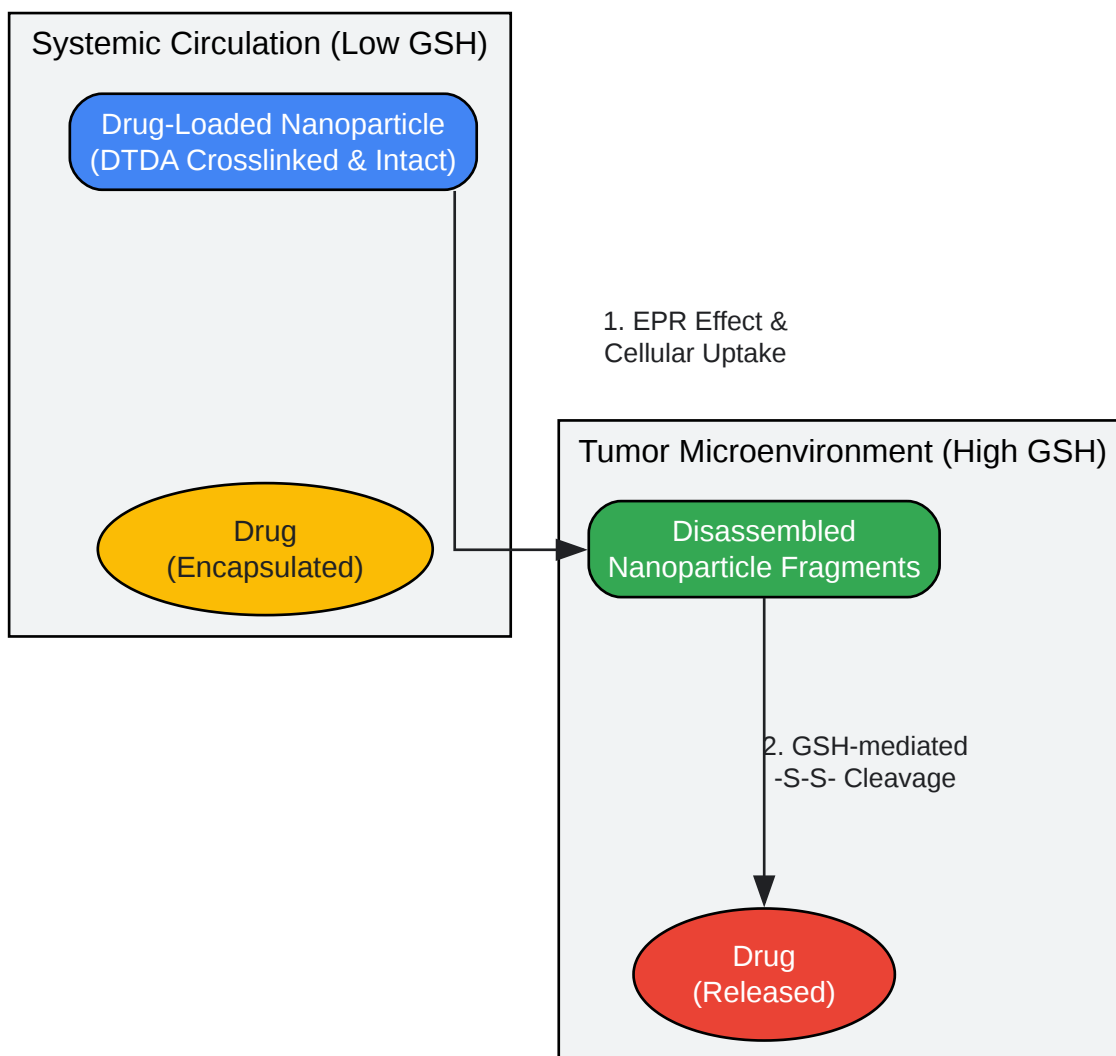 Systemic Circulation (Low GSH)
Drug-Loaded Nanoparticle
(DTDA Crosslinked & Intact)
1. EPR Effect &
Cellular Uptake
Drug
(Encapsulated)
Tumor Microenvironment (High GSH)
Disassembled
Nanoparticle Fragments
2. GSH-mediated
-S-S- Cleavage
Drug
(Released)